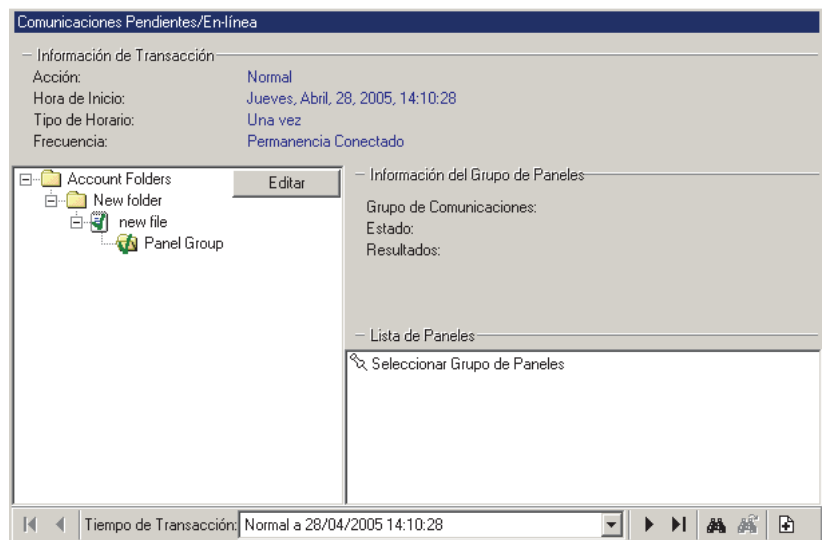 Comunicaciones Pendientes/En-línea
Información de Transacción
Acción: Normal
Hora de Inicio: Jueves, Abril, 28, 2005, 14:10:28
Tipo de Horario: Una vez
Frecuencia: Permanencia Conectado
Account Folders
New folder
new file
Panel Group
Editar
Información del Grupo de Paneles
Grupo de Comunicaciones:
Estado:
Resultados:
Lista de Paneles
Seleccionar Grupo de Paneles
Tiempo de Transacción: Normal a 28/04/2005 14:10:28